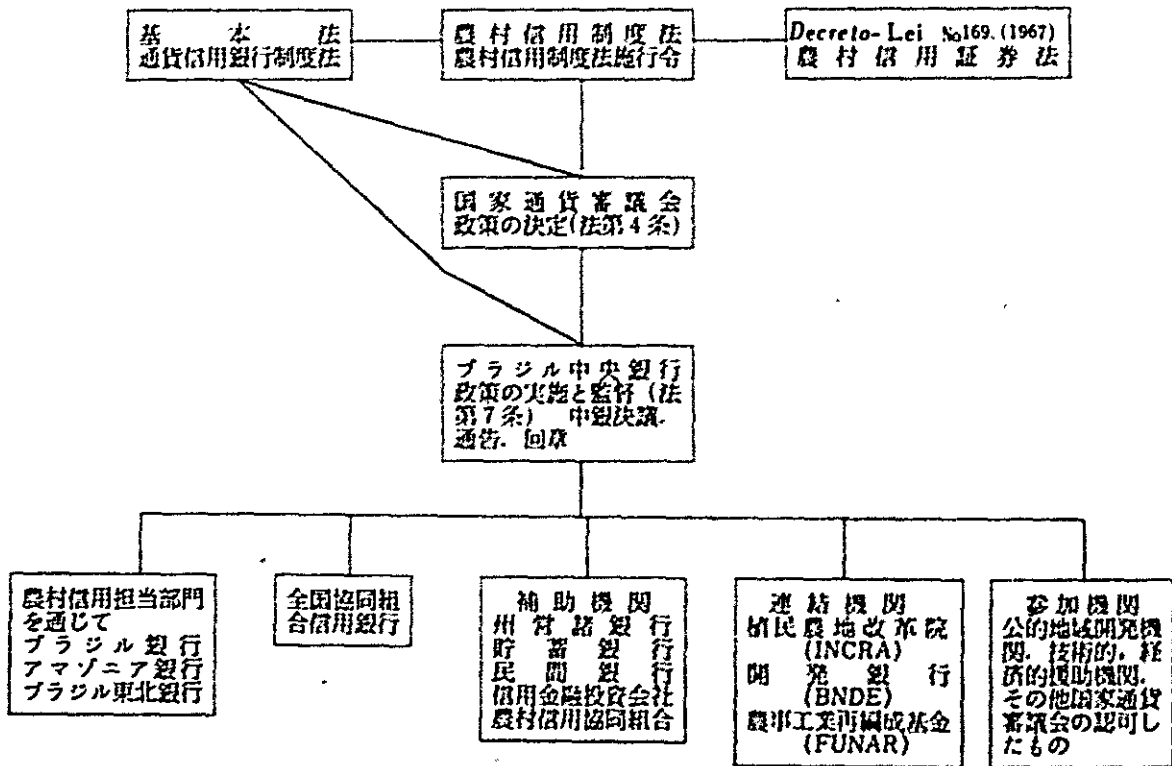 基本法
通貨信用銀行制度法
農村信用制度法
農村信用制度法施行令
Decreto-Lei No169.(1967)
農村信用証券法
国家通貨審議会
政策の決定(法第4条)
ブラジル中央銀行
政策の実施と監督(法
第7条) 中銀決議.
通告. 回章
農村信用担当部門
を通じて
ブラジル銀行
アマゾニア銀行
ブラジル東北銀行
全国協同組
合信用銀行
補助機関
州営諸銀行
貯蓄銀行
民間銀行
信用金融投資会社
農村信用協同組合
連結機関
植民農地改革院
(INCRA)
開発銀行
(BNDE)
農事工業再編成基金
(FUNAR)
参加機関
公的地域開発機
関. 技術的, 経
済的援助機関.
その他国家通貨
審議会の認可し
たもの